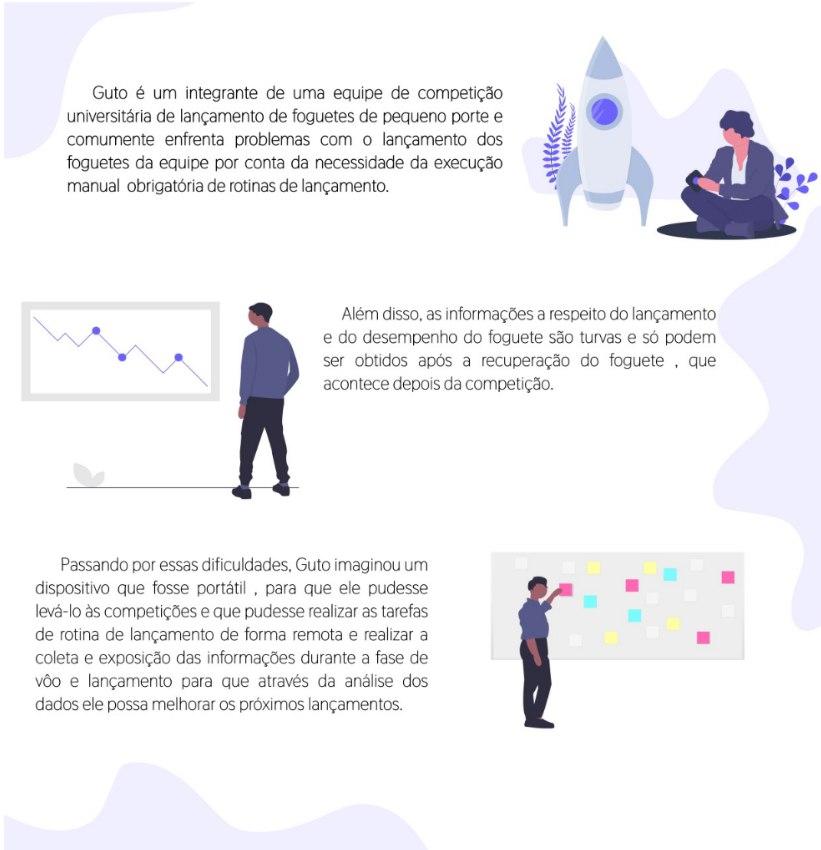 Guto é um integrante de uma equipe de competição
universitária de lançamento de foguetes de pequeno porte e
comumente enfrenta problemas com o lançamento dos
foguetes da equipe por conta da necessidade da execução
manual obrigatória de rotinas de lançamento.
Além disso, as informações a respeito do lançamento
e do desempenho do foguete são turvas e só podem
ser obtidos após a recuperação do foguete , que
acontece depois da competição.
Passando por essas dificuldades, Guto imaginou um
dispositivo que fosse portátil , para que ele pudesse
levá-lo às competições e que pudesse realizar as tarefas
de rotina de lançamento de forma remota e realizar a
coleta e exposição das informações durante a fase de
vôo e lançamento para que através da análise dos
dados ele possa melhorar os próximos lançamentos.